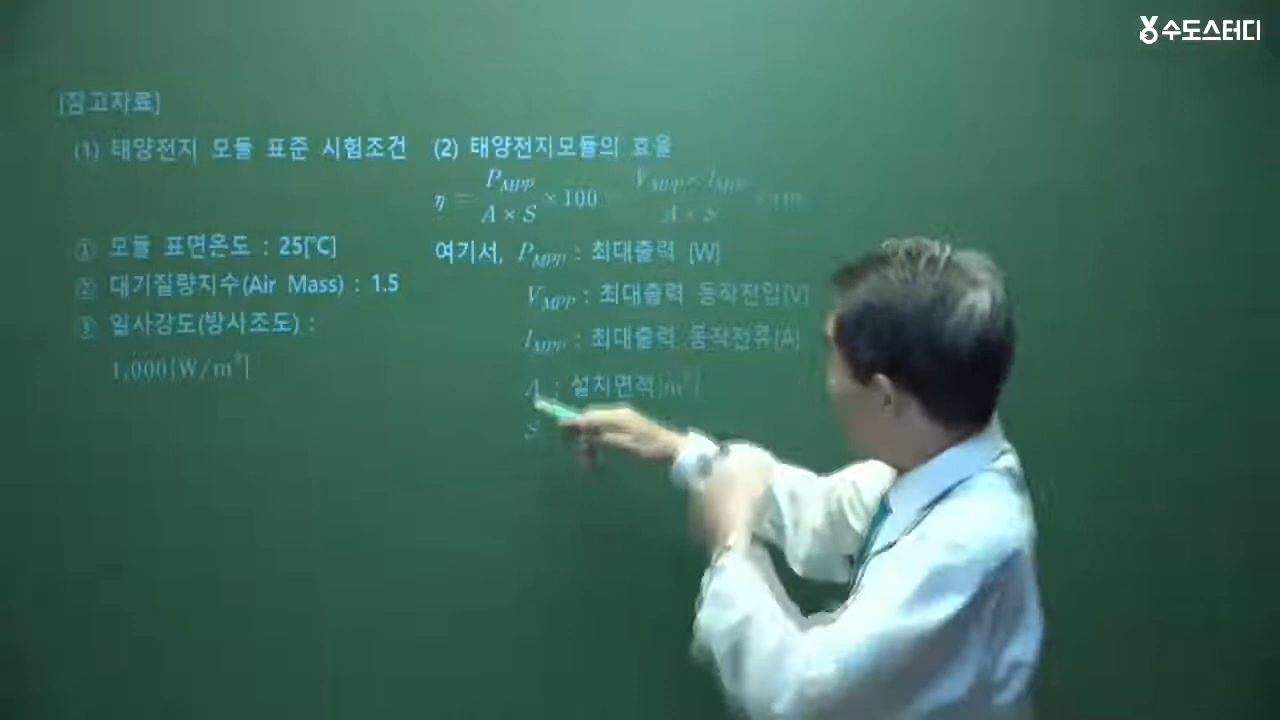 수도스터디
[참고자료]
(1) 태양전지 모듈 표준 시험조건
① 모듈 표면온도 : 25[℃]
② 대기질량지수(Air Mass) : 1.5
③ 일사강도(방사조도) :
1,000[W/m²]
(2) 태양전지모듈의 효율
η = P_MPP / (A × S) × 100 = V_MPP · I_MPP / (A × S) × 100
여기서, P_MPP : 최대출력 [W]
V_MPP : 최대출력 동작전압[V]
I_MPP : 최대출력 동작전류[A]
A : 설치면적[m²]
S